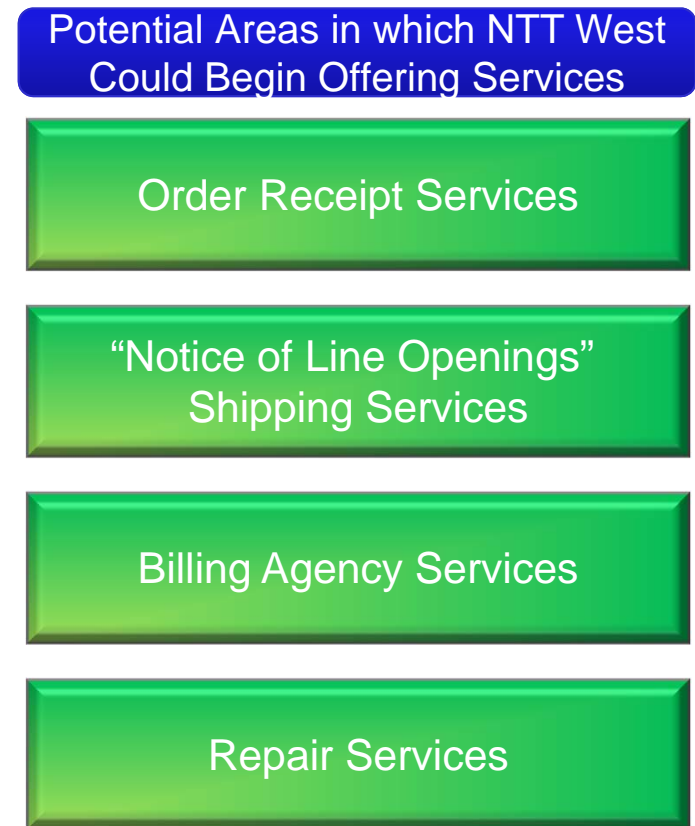 Potential Areas in which NTT West
Could Begin Offering Services
Order Receipt Services
“Notice of Line Openings”
Shipping Services
Billing Agency Services
Repair Services